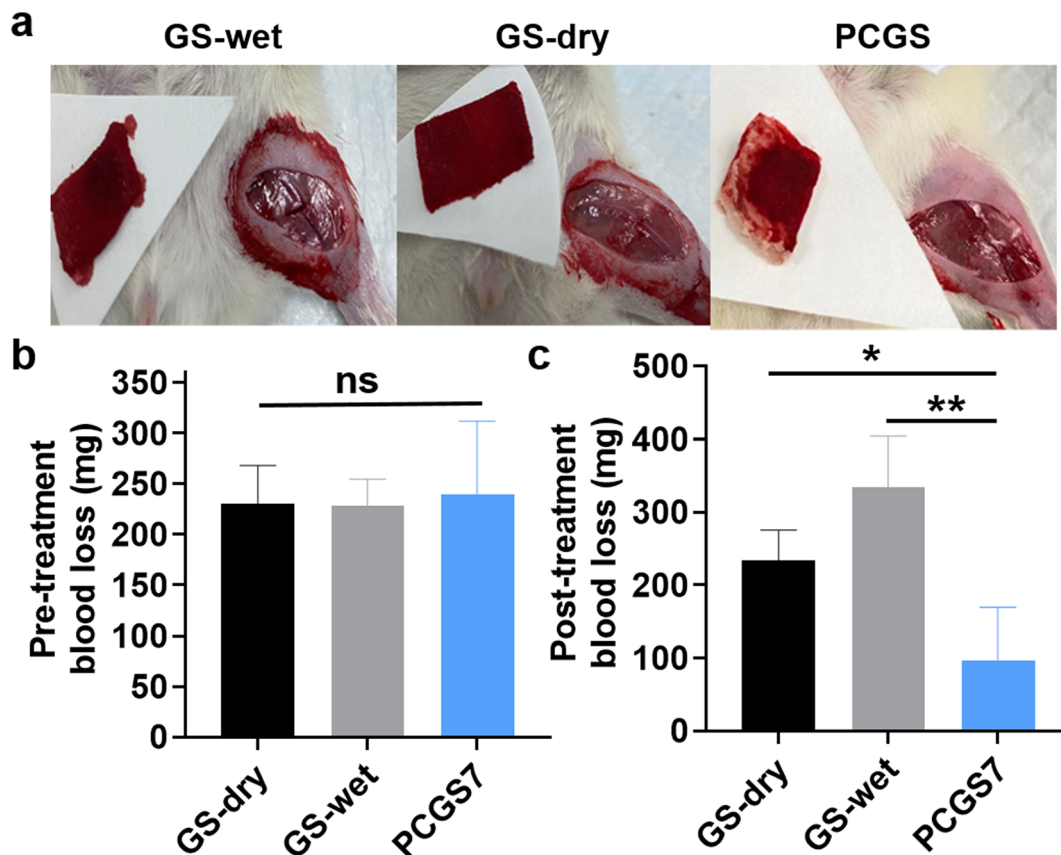 a
GS-wet GS-dry PCGS
b
ns
Pre-treatment
blood loss (mg)
350
300
250
200
150
100
50
0
GS-dry GS-wet PCGS7
c
*
**
Post-treatment
blood loss (mg)
500
400
300
200
100
0
GS-dry GS-wet PCGS7